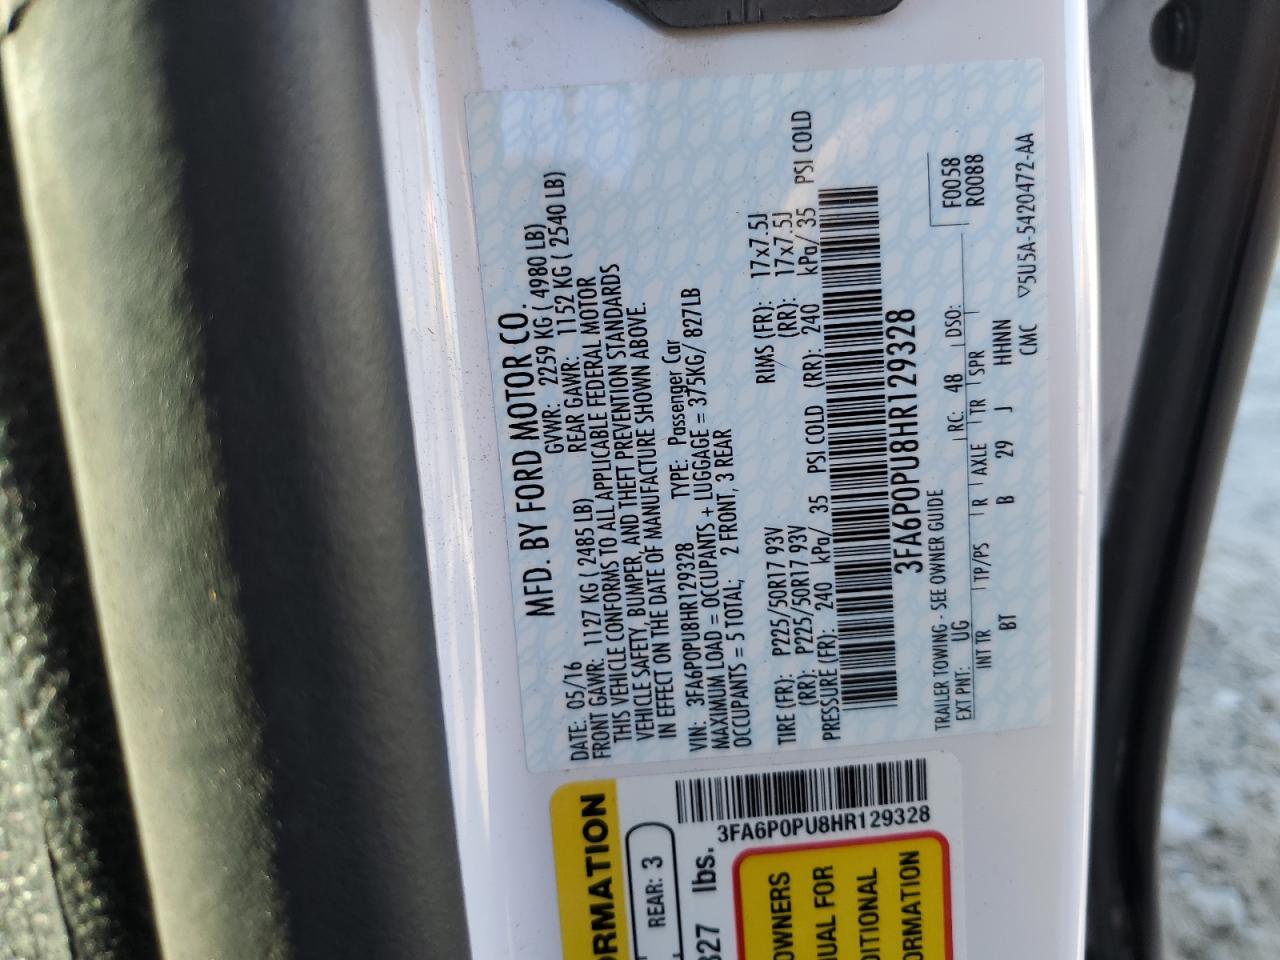 MFD. BY FORD MOTOR CO.
DATE: 05/16 GVWR: 2259 KG ( 4980 LB)
FRONT GAWR: 1127 KG ( 2485 LB) REAR GAWR: 1152 KG ( 2540 LB)
THIS VEHICLE CONFORMS TO ALL APPLICABLE FEDERAL MOTOR
VEHICLE SAFETY, BUMPER, AND THEFT PREVENTION STANDARDS
IN EFFECT ON THE DATE OF MANUFACTURE SHOWN ABOVE.
VIN: 3FA6P0PU8HR129328 TYPE: Passenger Car
MAXIMUM LOAD = OCCUPANTS + LUGGAGE = 375KG/ 827LB
OCCUPANTS = 5 TOTAL; 2 FRONT, 3 REAR
TIRE (FR): P225/50R17 93V RIMS (FR): 17x7.5J
(RR): P225/50R17 93V (RR): 17x7.5J
PRESSURE (FR): 240 kPa/ 35 PSI COLD (RR): 240 kPa/ 35 PSI COLD
3FA6P0PU8HR129328
TRAILER TOWING - SEE OWNER GUIDE F0058
EXT PNT: UG RC: 48 DSO: R0088
INT TR TP/PS R AXLE TR SPR
BT B 29 J HHNN
CMC ▽5U5A-5420472-AA
ORMATION
REAR: 3
827 lbs.
3FA6P0PU8HR129328
OWNERS
NUAL FOR
DITIONAL
ORMATION